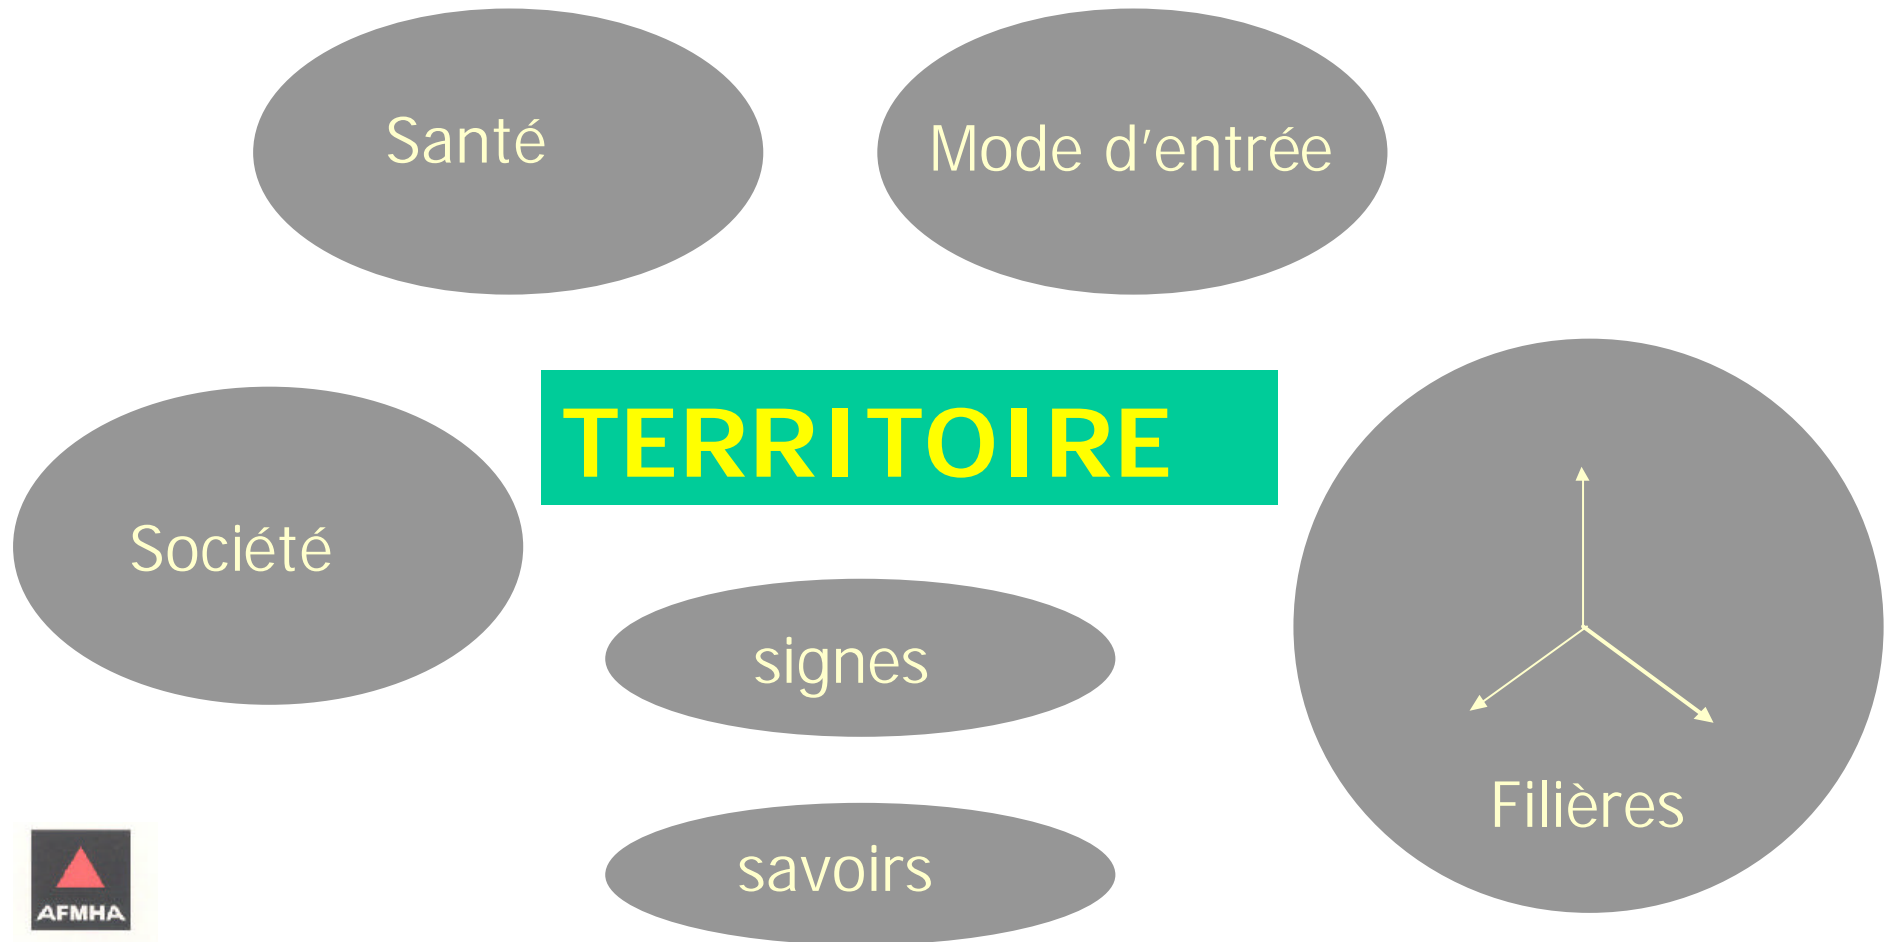 Santé
Mode d'entrée
TERRITOIRE
Société
signes
Filières
savoirs
AFMHA